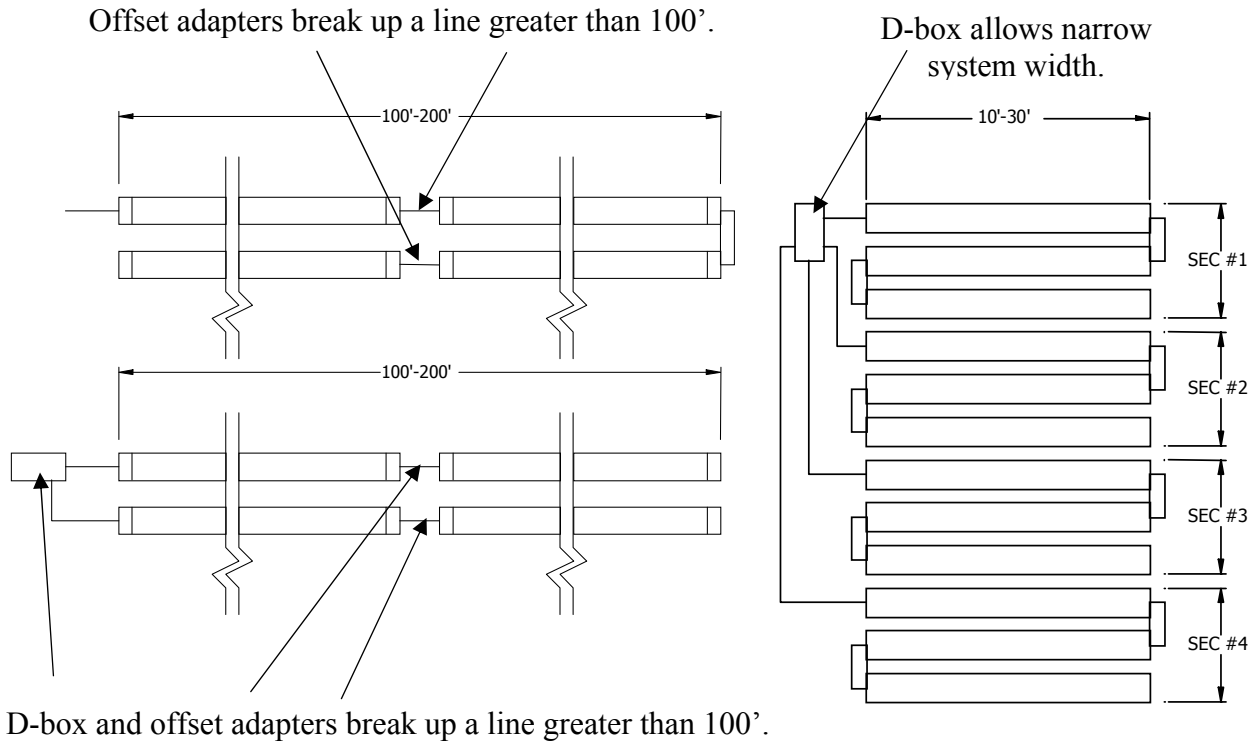 Offset adapters break up a line greater than 100’.
D-box allows narrow
system width.
100'-200'
10'-30'
SEC #1
SEC #2
100'-200'
SEC #3
SEC #4
D-box and offset adapters break up a line greater than 100’.